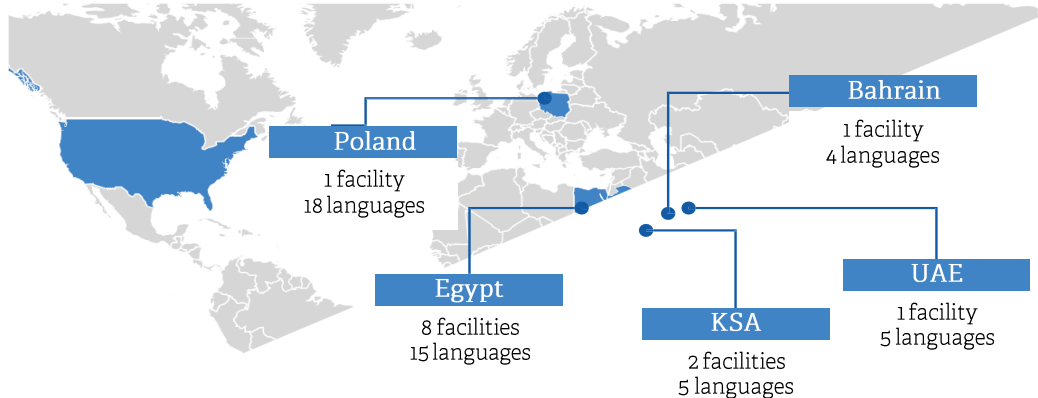 Bahrain
1 facility
4 languages
Poland
1 facility
18 languages
Egypt
8 facilities
15 languages
UAE
1 facility
5 languages
KSA
2 facilities
5 languages